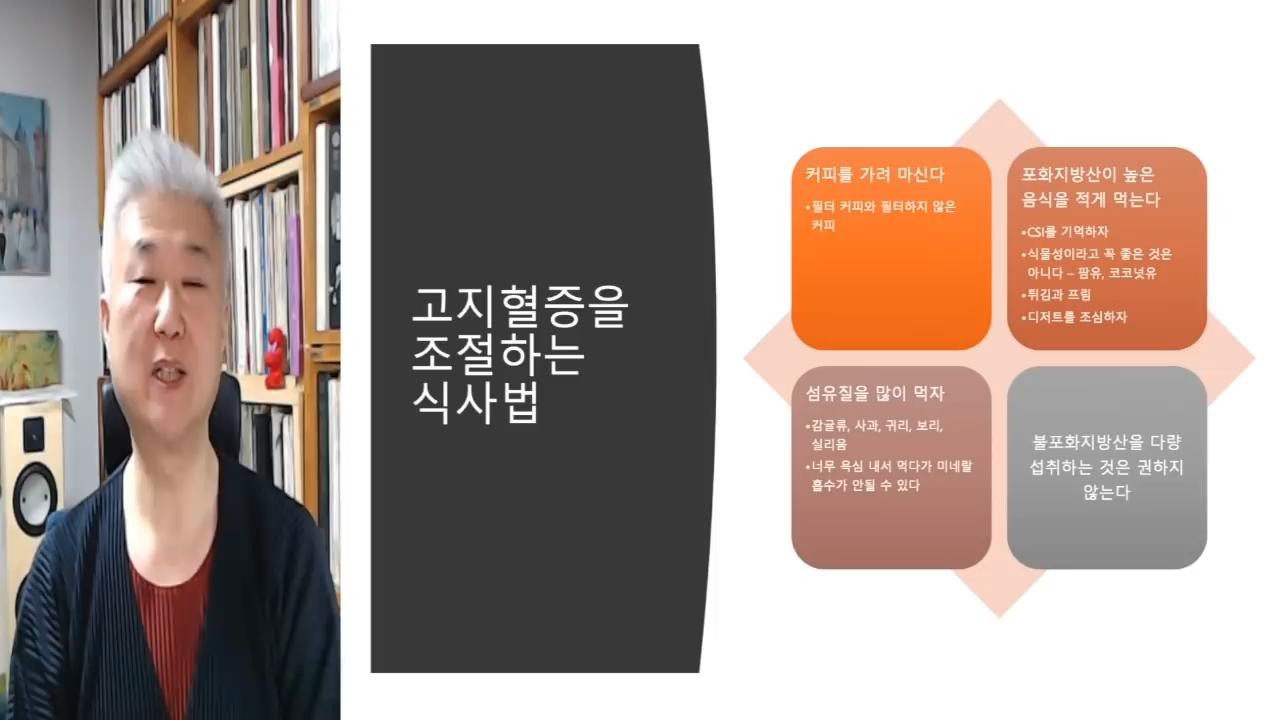 고지혈증을
조절하는
식사법
커피를 가려 마신다
•필터 커피와 필터하지 않은
커피
포화지방산이 높은
음식을 적게 먹는다
•CSI를 기억하자
•식물성이라고 꼭 좋은 것은
아니다 – 팜유, 코코넛유
•튀김과 프림
•디저트를 조심하자
섬유질을 많이 먹자
•감귤류, 사과, 귀리, 보리,
실리움
•너무 욕심 내서 먹다가 미네랄
흡수가 안될 수 있다
불포화지방산을 다량
섭취하는 것은 권하지
않는다